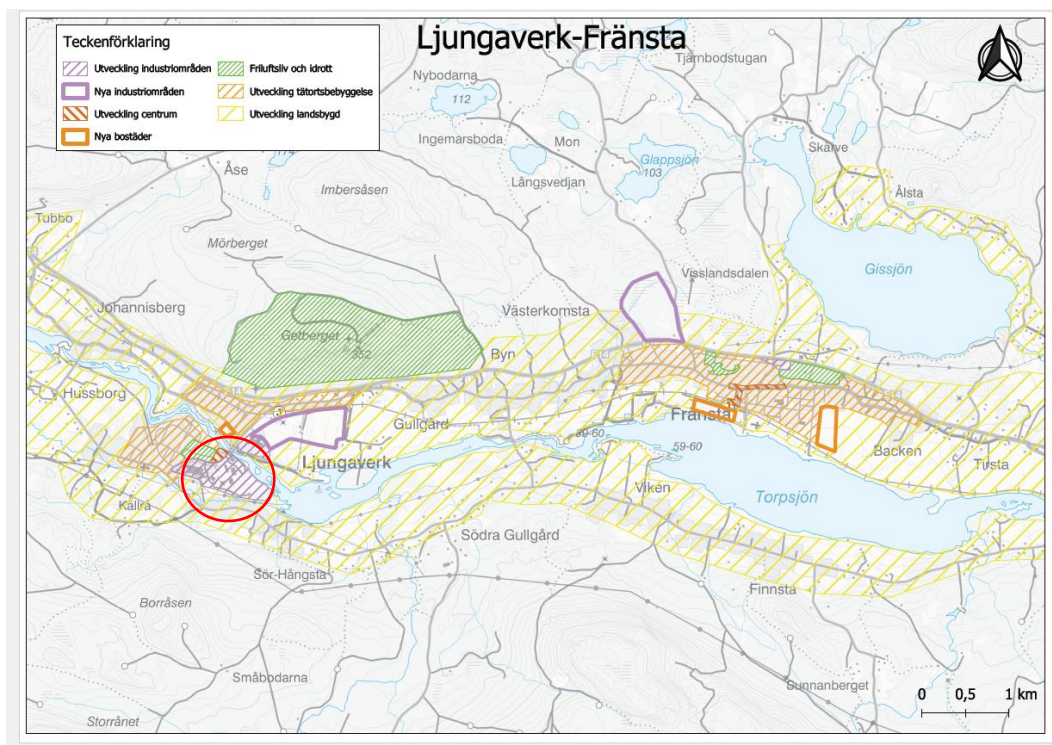 Ljungaverk-Fränsta
Teckenförklaring
Utveckling industriområden
Friluftsliv och idrott
Nya industriområden
Utveckling tätortsbebyggelse
Utveckling centrum
Utveckling landsbygd
Nya bostäder
Tjärnbodstugan
Nybodarna
112
Ingemarsboda
Mon
Glappsjön
103
Skarve
174
Åse
Långsvedjan
Imbersåsen
Ålsta
Tubbo
Mörberget
Gissjön
Visslandsdalen
Johannisberg
Västerkomsta
Getberget
352
Byn
Hussborg
Fränsta
Gullgård
59-60
59-60
Backen
Ljungaverk
Tirsta
Viken
Torpsjön
Källra
Södra Gullgård
Sör-Hångsta
Finnsta
Borråsen
Småbodarna
Sunnanberget
0 0,5 1 km
Storrånet